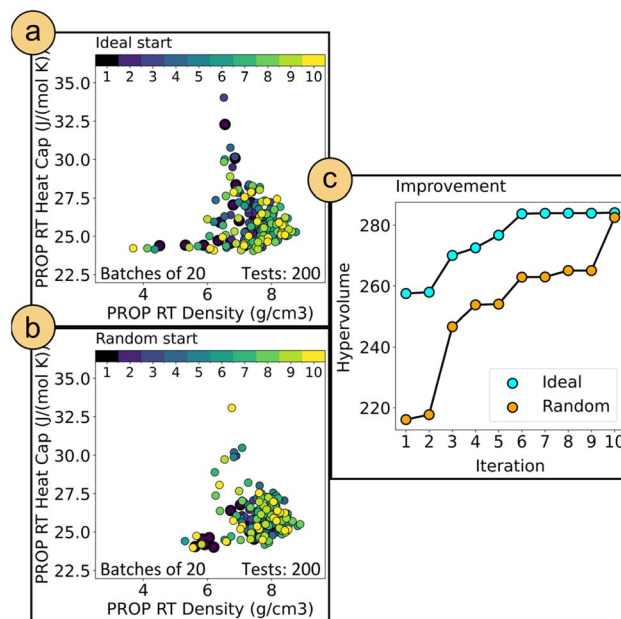 a
Ideal start
1 2 3 4 5 6 7 8 9 10
PROP RT Heat Cap (J/(mol K))
35.0
32.5
30.0
27.5
25.0
22.5
Batches of 20 Tests: 200
4 6 8
PROP RT Density (g/cm3)
b
Random start
1 2 3 4 5 6 7 8 9 10
PROP RT Heat Cap (J/(mol K))
35.0
32.5
30.0
27.5
25.0
22.5
Batches of 20 Tests: 200
4 6 8
PROP RT Density (g/cm3)
c
Improvement
Hypervolume
280
260
240
220
Ideal
Random
1 2 3 4 5 6 7 8 9 10
Iteration